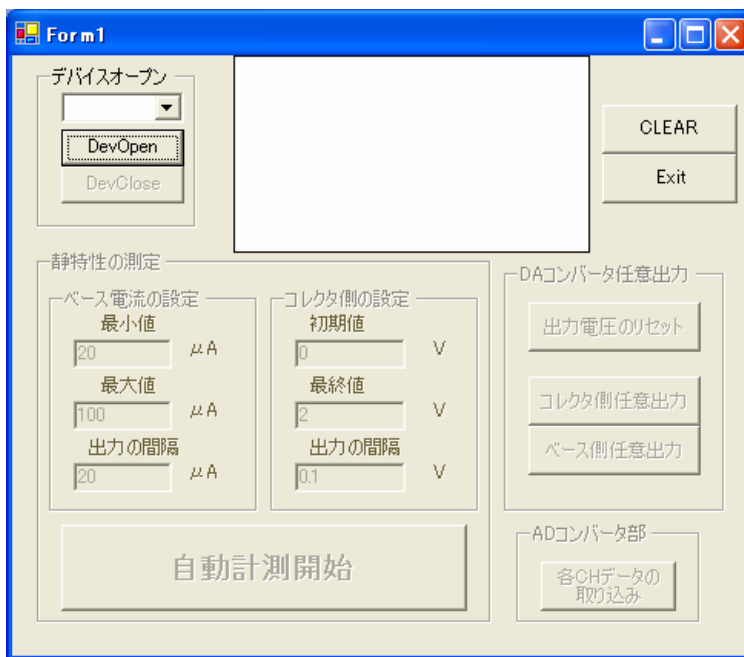 Form1
デバイスオープン
DevOpen
DevClose
CLEAR
Exit
静特性の測定
ベース電流の設定
最小値
20 μA
最大値
100 μA
出力の間隔
20 μA
コレクタ側の設定
初期値
0 V
最終値
2 V
出力の間隔
0.1 V
自動計測開始
DAコンバータ任意出力
出力電圧のリセット
コレクタ側任意出力
ベース側任意出力
ADコンバータ部
各CHデータの
取り込み